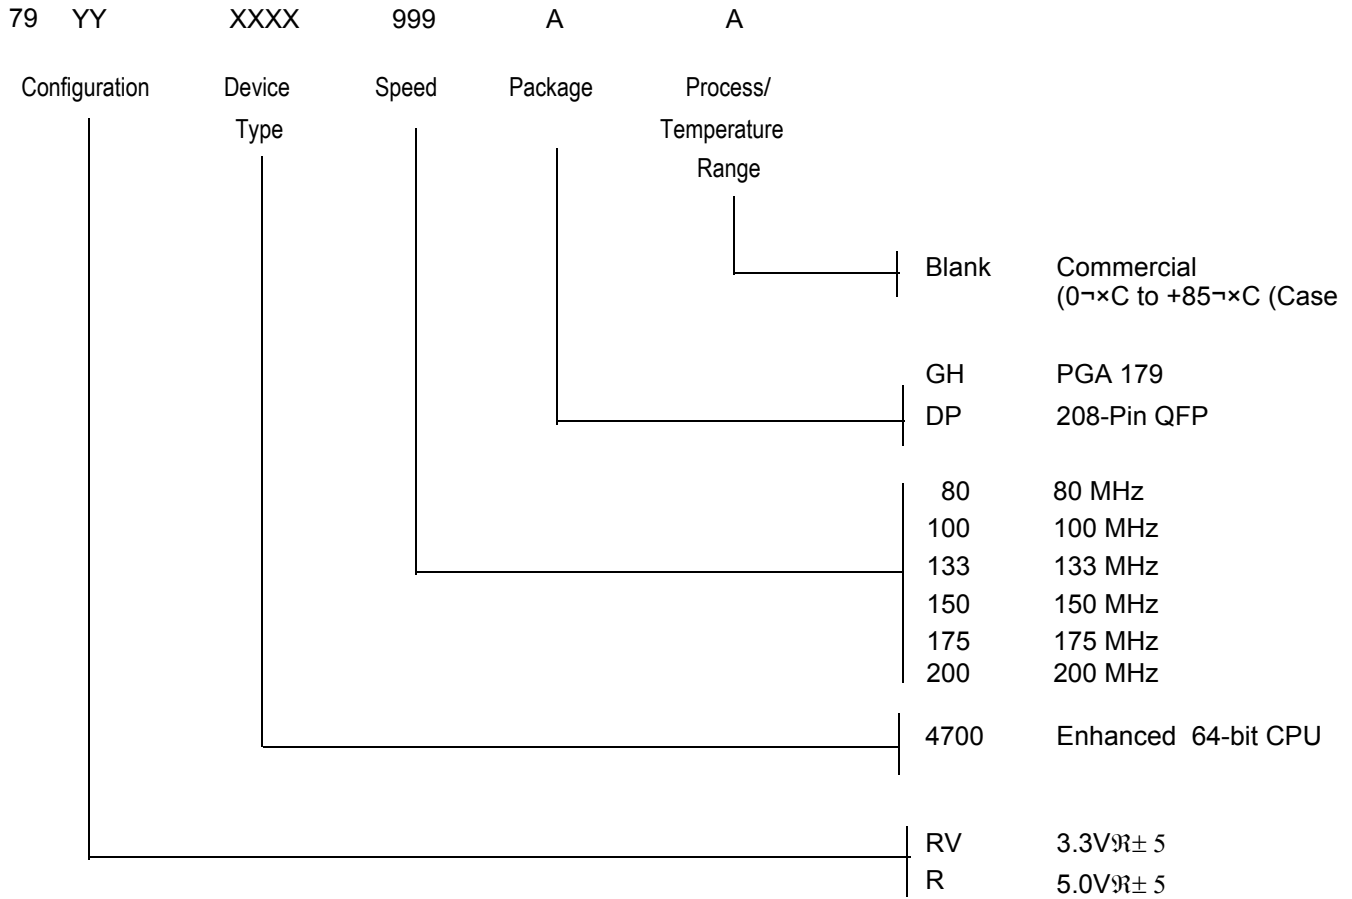 79 YY XXXX 999 A A
Configuration Device Speed Package Process/
Type Temperature
Range
Blank Commercial
(0¬×C to +85¬×C (Case
GH PGA 179
DP 208-Pin QFP
80 80 MHz
100 100 MHz
133 133 MHz
150 150 MHz
175 175 MHz
200 200 MHz
4700 Enhanced 64-bit CPU
RV 3.3Vℜ± 5
R 5.0Vℜ± 5